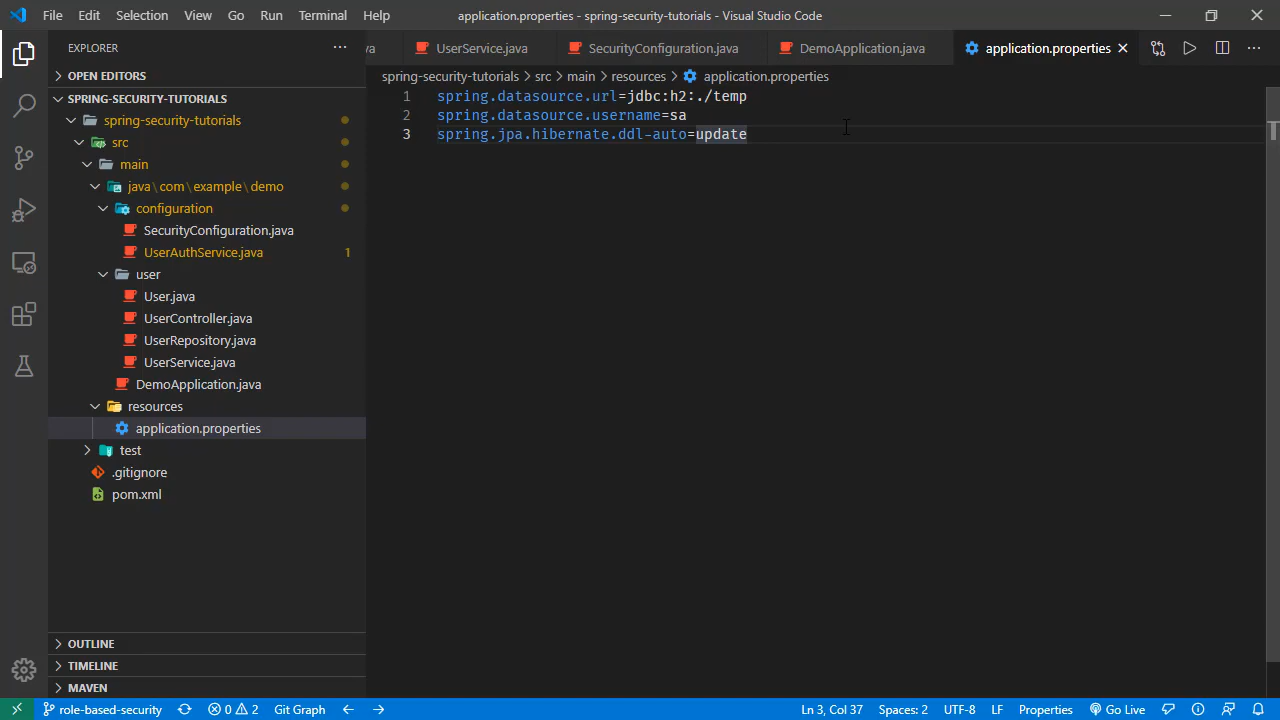 File Edit Selection View Go Run Terminal Help
application.properties - spring-security-tutorials - Visual Studio Code
EXPLORER
va
UserService.java
SecurityConfiguration.java
DemoApplication.java
application.properties
OPEN EDITORS
spring-security-tutorials > src > main > resources > application.properties
SPRING-SECURITY-TUTORIALS
1 spring.datasource.url=jdbc:h2:./temp
2 spring.datasource.username=sa
3 spring.jpa.hibernate.ddl-auto=update
spring-security-tutorials
src
main
java\com\example\demo
configuration
SecurityConfiguration.java
UserAuthService.java 1
user
User.java
UserController.java
UserRepository.java
UserService.java
DemoApplication.java
resources
application.properties
test
.gitignore
pom.xml
OUTLINE
TIMELINE
MAVEN
role-based-security 0 2 Git Graph Ln 3, Col 37 Spaces: 2 UTF-8 LF Properties Go Live